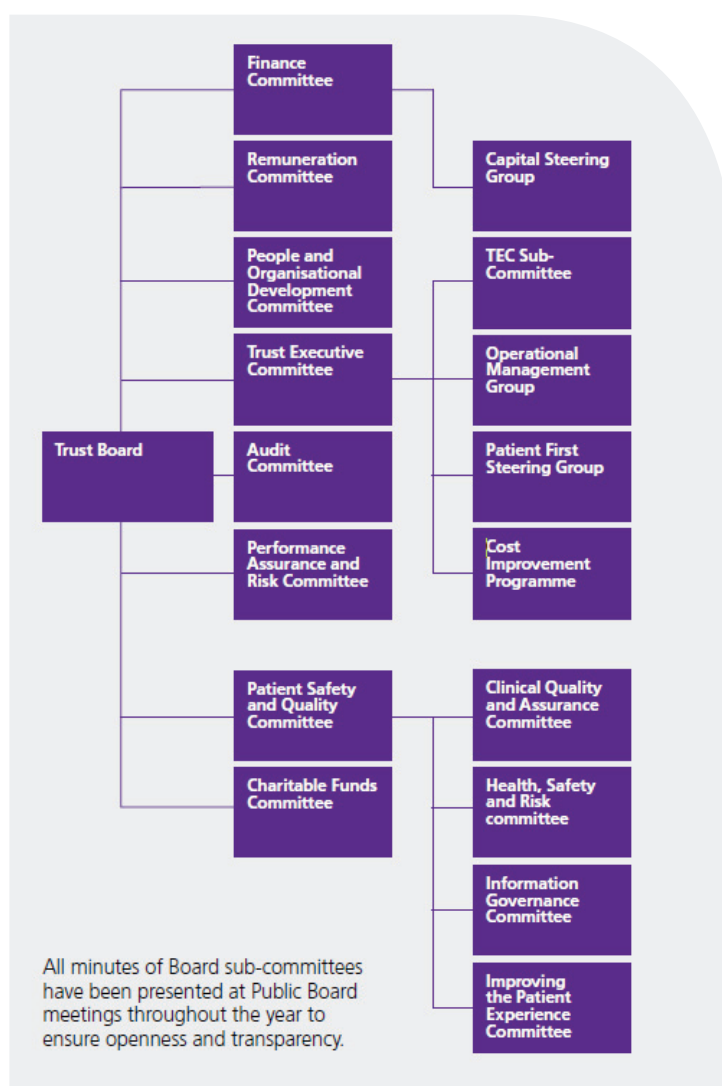 Finance
Committee
Remuneration
Committee
Capital Steering
Group
People and
Organisational
Development
Committee
TEC Sub-
Committee
Trust Executive
Committee
Operational
Management
Group
Trust Board
Audit
Committee
Patient First
Steering Group
Performance
Assurance and
Risk Committee
Cost
Improvement
Programme
Patient Safety
and Quality
Committee
Clinical Quality
and Assurance
Committee
Charitable Funds
Committee
Health, Safety
and Risk
committee
Information
Governance
Committee
Improving
the Patient
Experience
Committee
All minutes of Board sub-committees
have been presented at Public Board
meetings throughout the year to
ensure openness and transparency.